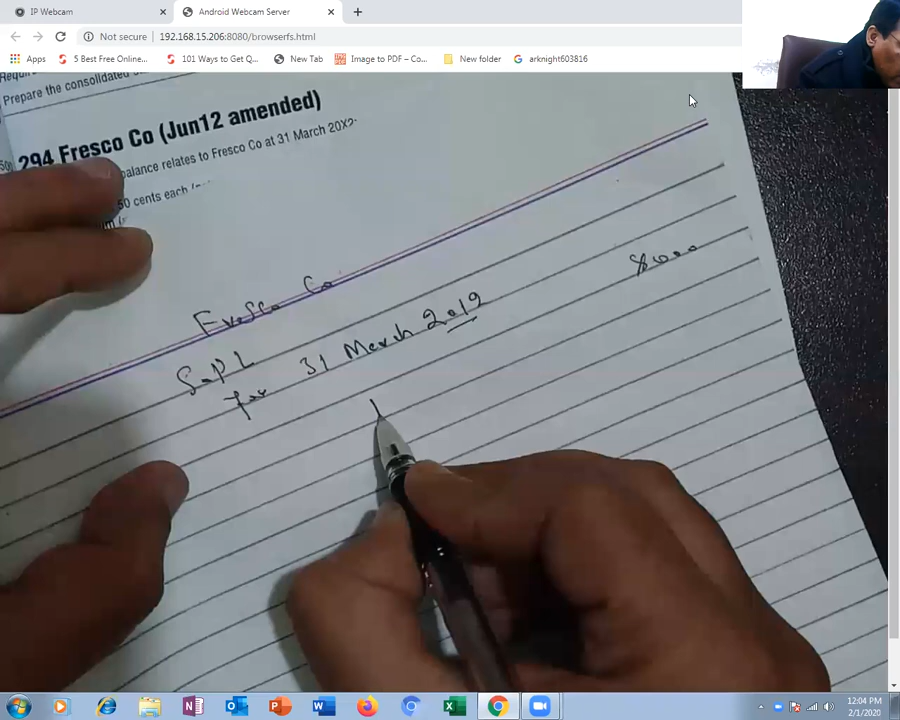 IP Webcam
Android Webcam Server
Not secure | 192.168.15.206:8080/browserfs.html
Apps
5 Best Free Online...
101 Ways to Get Q...
New Tab
Image to PDF – Co...
New folder
arknight603816
Prepare the consolidated
294 Fresco Co (Jun12 amended)
balance relates to Fresco Co at 31 March 20X2
50 cents each
Fresco Co
SoPL
for 31 March 2019
$000
12:04 PM
2/1/2020